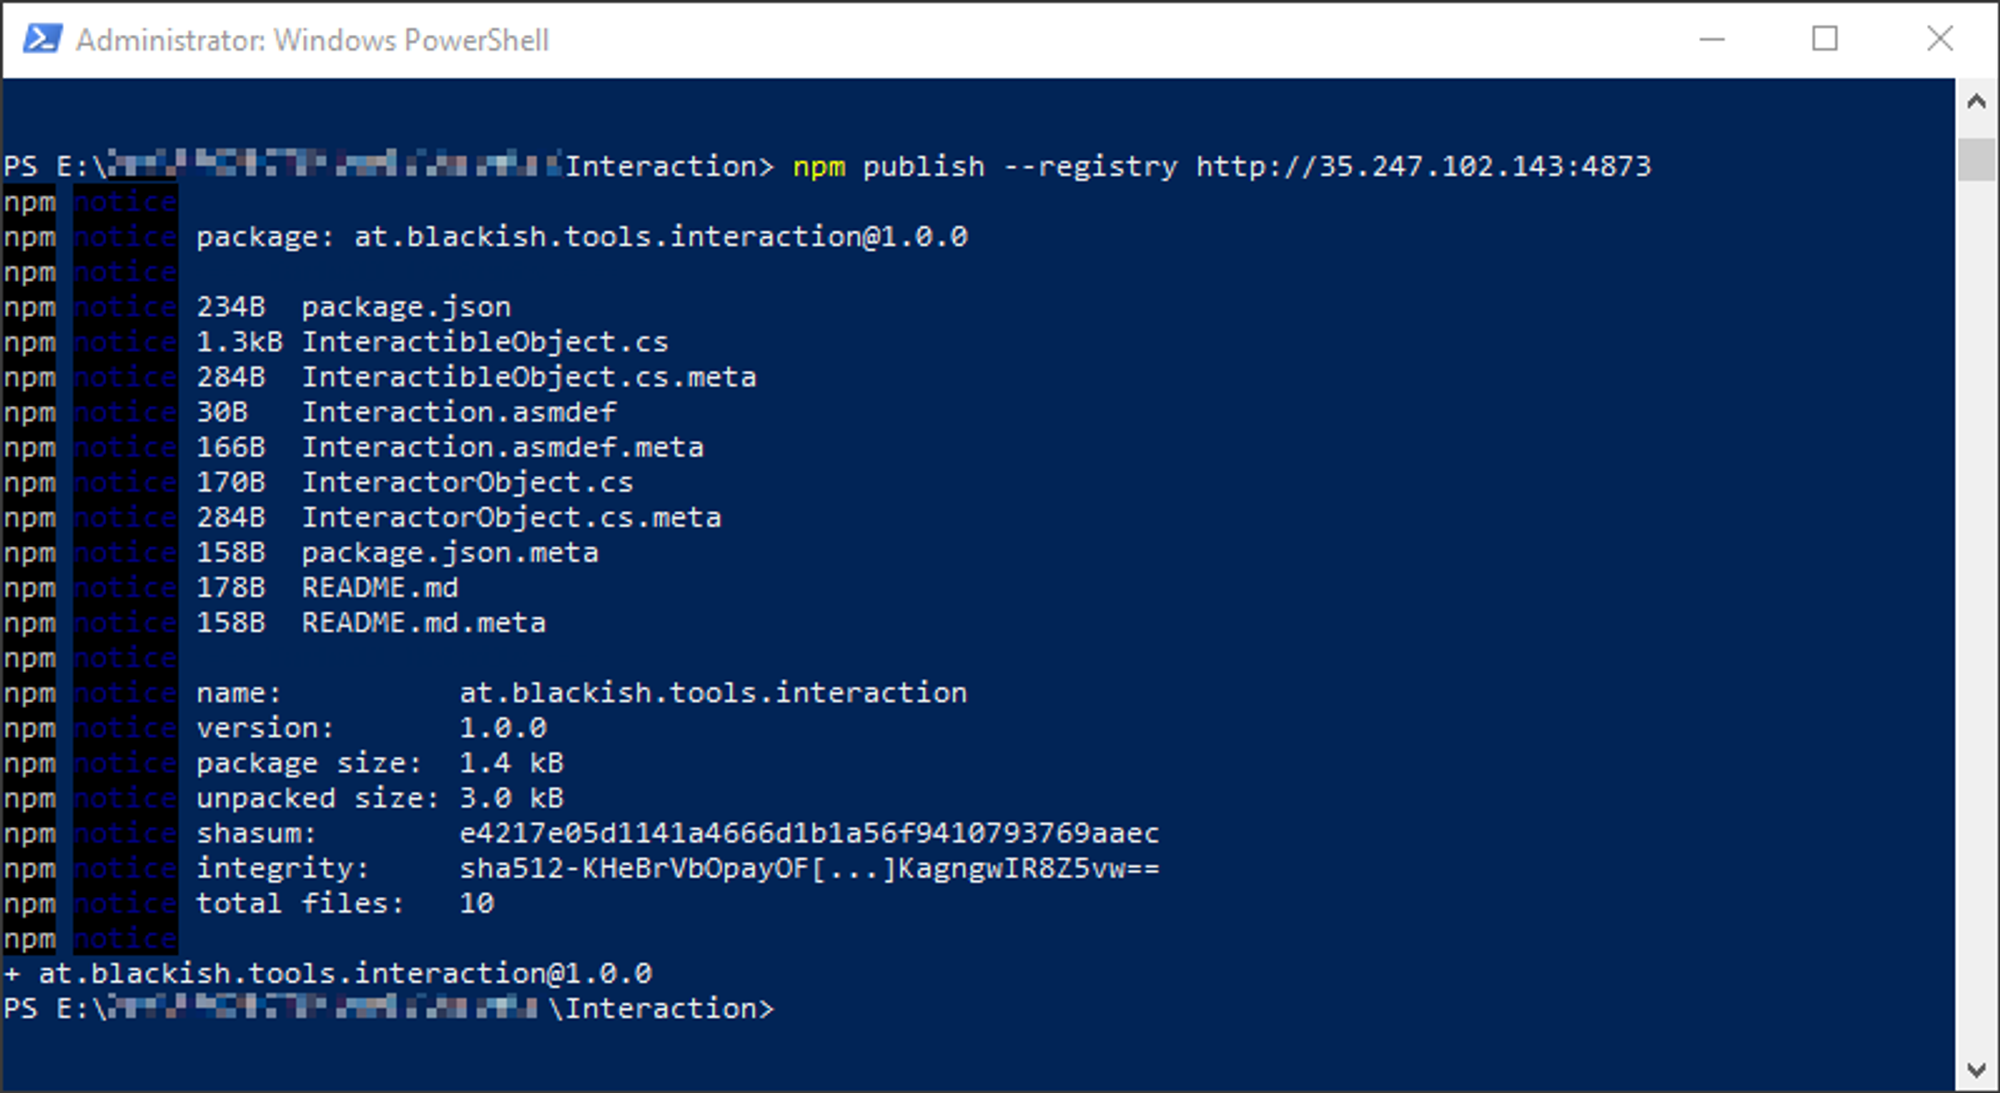 Administrator: Windows PowerShell
PS E:\ Interaction> npm publish --registry http://35.247.102.143:4873
npm notice
npm notice package: at.blackish.tools.interaction@1.0.0
npm notice
npm notice 234B package.json
npm notice 1.3kB InteractibleObject.cs
npm notice 284B InteractibleObject.cs.meta
npm notice 30B Interaction.asmdef
npm notice 166B Interaction.asmdef.meta
npm notice 170B InteractorObject.cs
npm notice 284B InteractorObject.cs.meta
npm notice 158B package.json.meta
npm notice 178B README.md
npm notice 158B README.md.meta
npm notice
npm notice name: at.blackish.tools.interaction
npm notice version: 1.0.0
npm notice package size: 1.4 kB
npm notice unpacked size: 3.0 kB
npm notice shasum: e4217e05d1141a4666d1b1a56f9410793769aaec
npm notice integrity: sha512-KHeBrVbOpayOF[...]KagngwIR8Z5vw==
npm notice total files: 10
npm notice
+ at.blackish.tools.interaction@1.0.0
PS E:\ \Interaction>